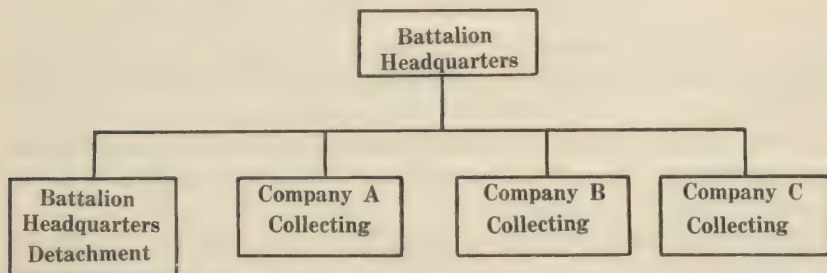 Battalion
Headquarters
Battalion
Headquarters
Detachment
Company A
Collecting
Company B
Collecting
Company C
Collecting